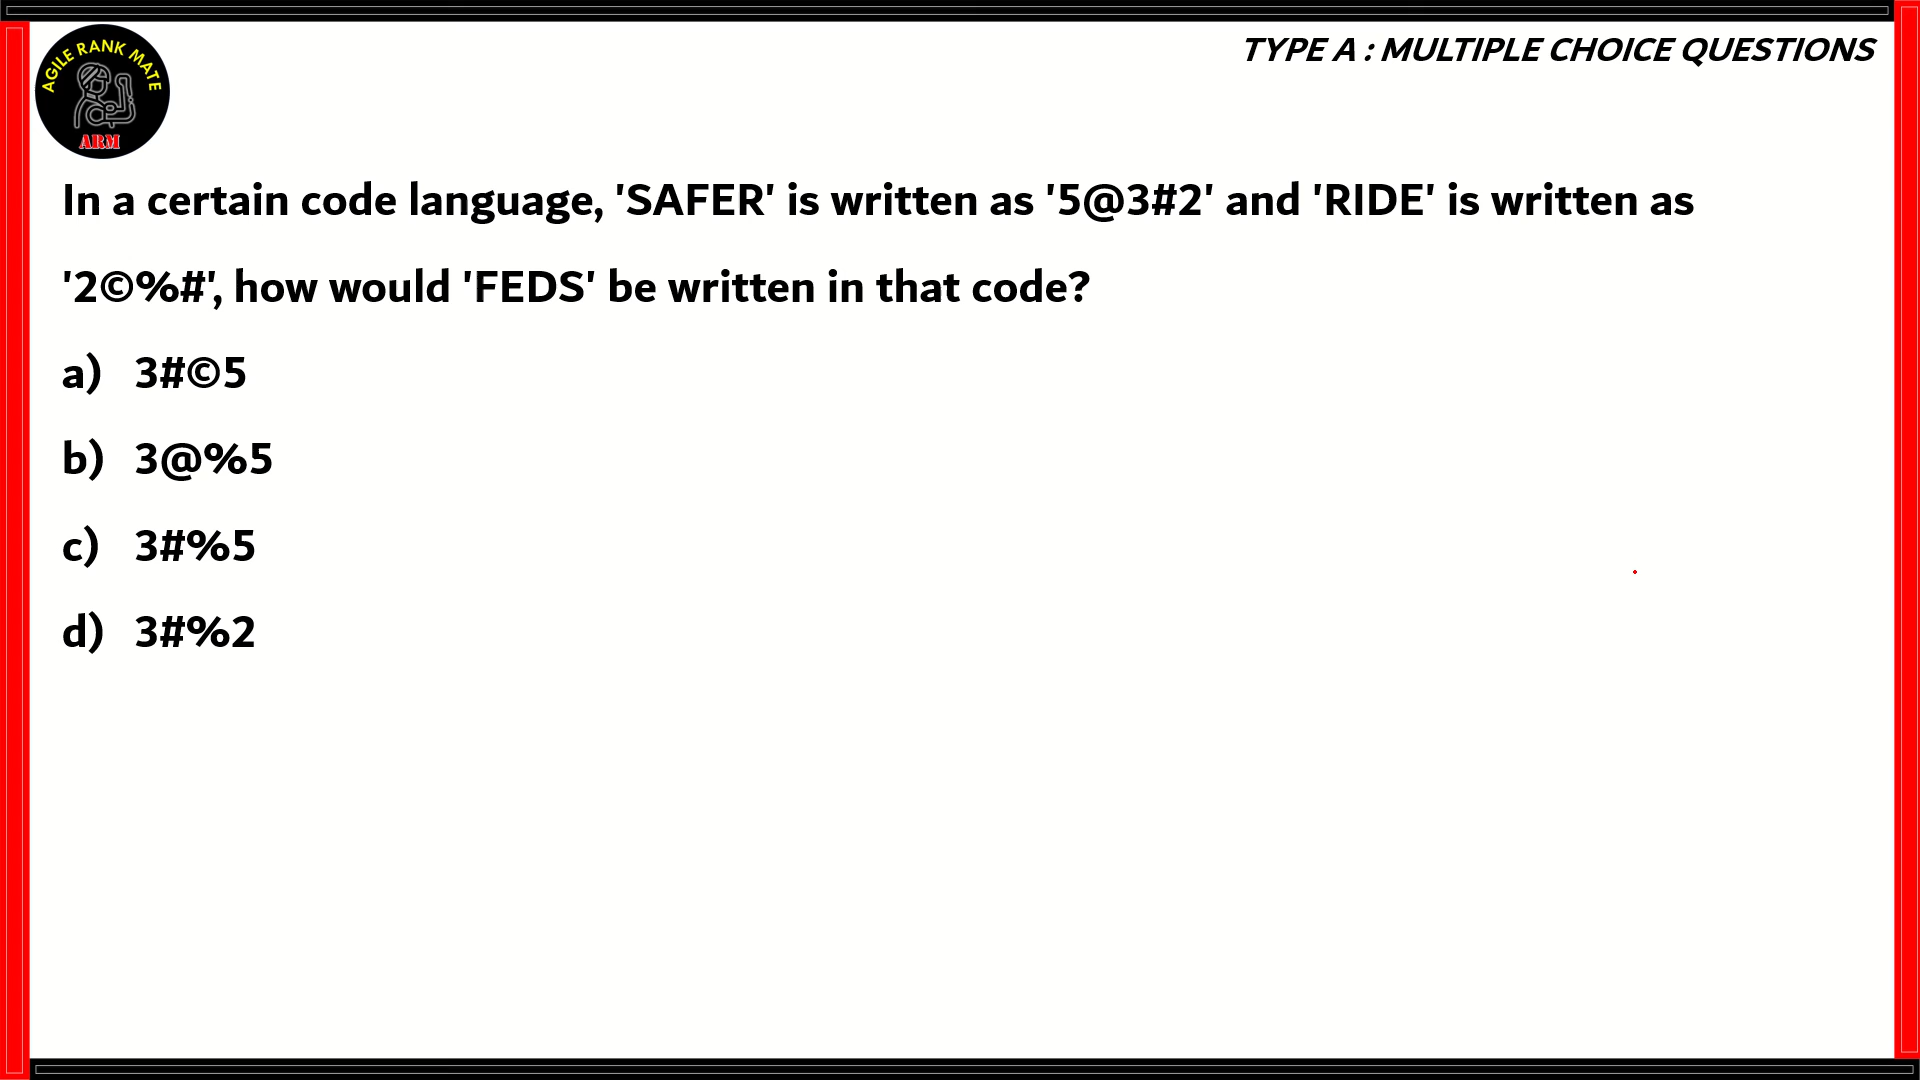 AGILE RANK MATE
ARM
TYPE A : MULTIPLE CHOICE QUESTIONS
In a certain code language, 'SAFER' is written as '5@3#2' and 'RIDE' is written as
'2©%#', how would 'FEDS' be written in that code?
a) 3#©5
b) 3@%5
c) 3#%5
d) 3#%2